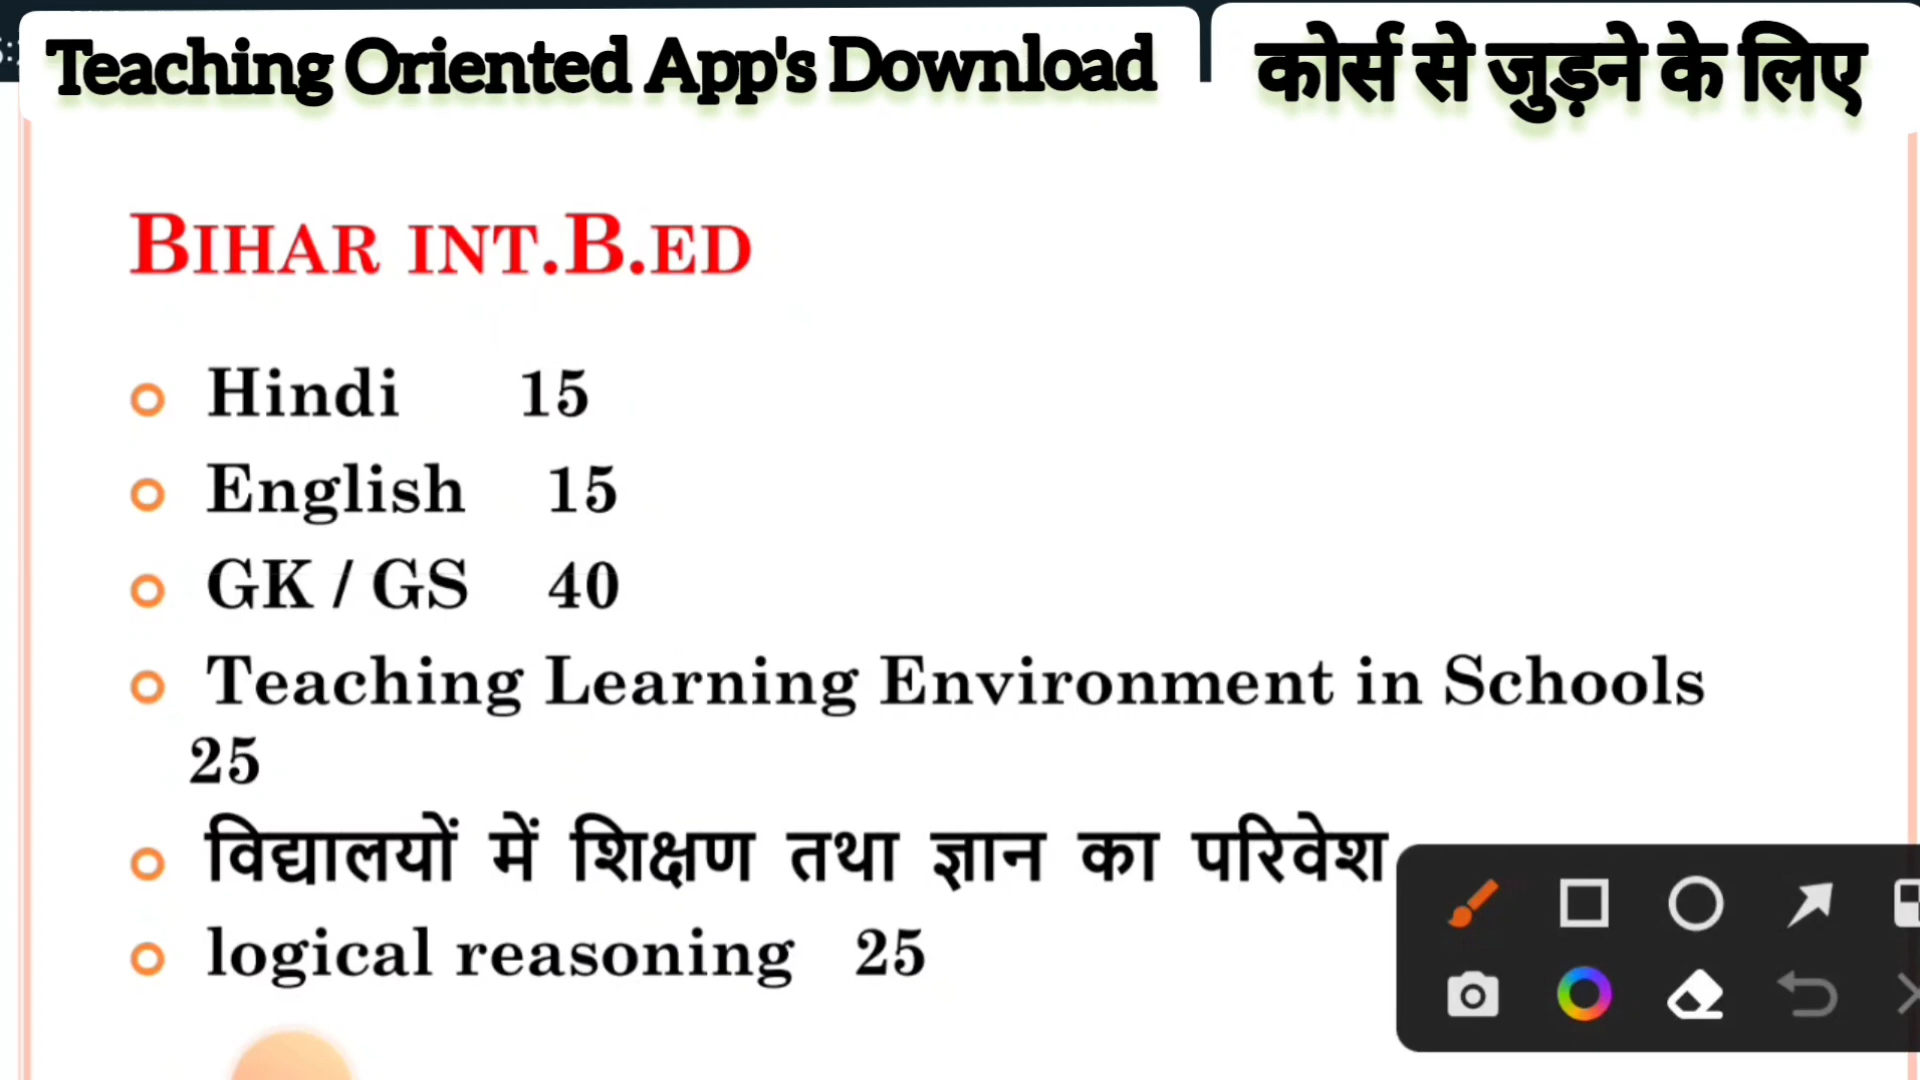 Teaching Oriented App's Download
कोर्स से जुड़ने के लिए
BIHAR INT.B.ED
Hindi 15
English 15
GK / GS 40
Teaching Learning Environment in Schools
25
विद्यालयों में शिक्षण तथा ज्ञान का परिवेश
logical reasoning 25